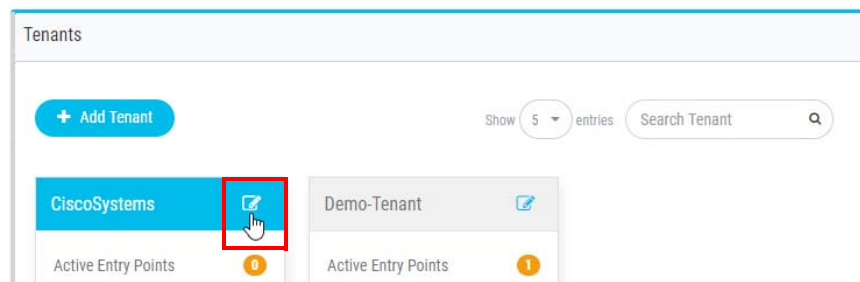 Tenants
+ Add Tenant
Show 5 entries Search Tenant
CiscoSystems Demo-Tenant
Active Entry Points 0 Active Entry Points 1